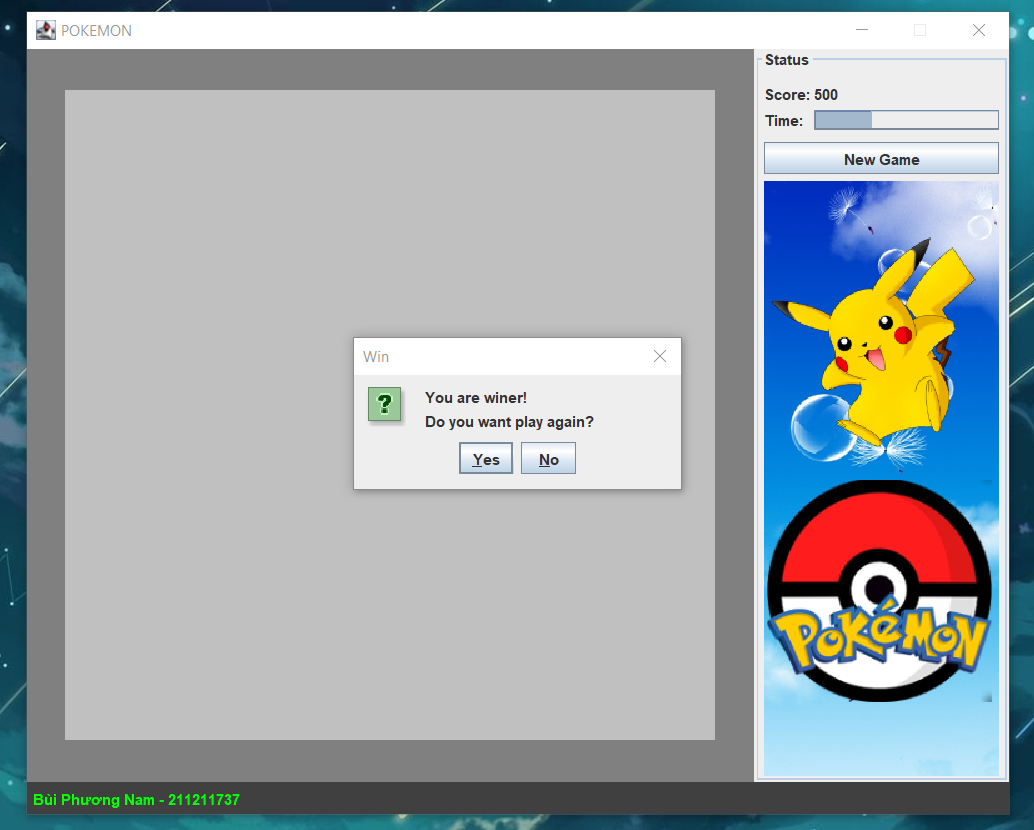 POKEMON
Status
Score: 500
Time:
New Game
Win
?
You are winer!
Do you want play again?
Yes
No
POKéMON
Bùi Phương Nam - 211211737